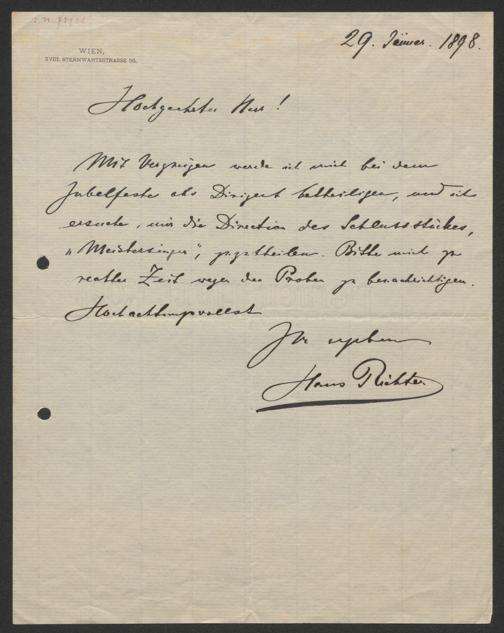 29. Jänner. 1898.
WIEN,
XVIII. STERNWARTESTRASSE 56.
Hochgeehrter Herr!
Mit Vergnügen werde ich mich bei dem
Jubelfeste als Dirigent betheiligen, und ich
ersuche, mir die Direction des Schlussstückes,
„Meistersinger“, zuzutheilen. Bitte mich zu
rechter Zeit wegen der Proben zu benachrichtigen.
Hochachtungsvollst
Ihr ergebener
Hans Richter